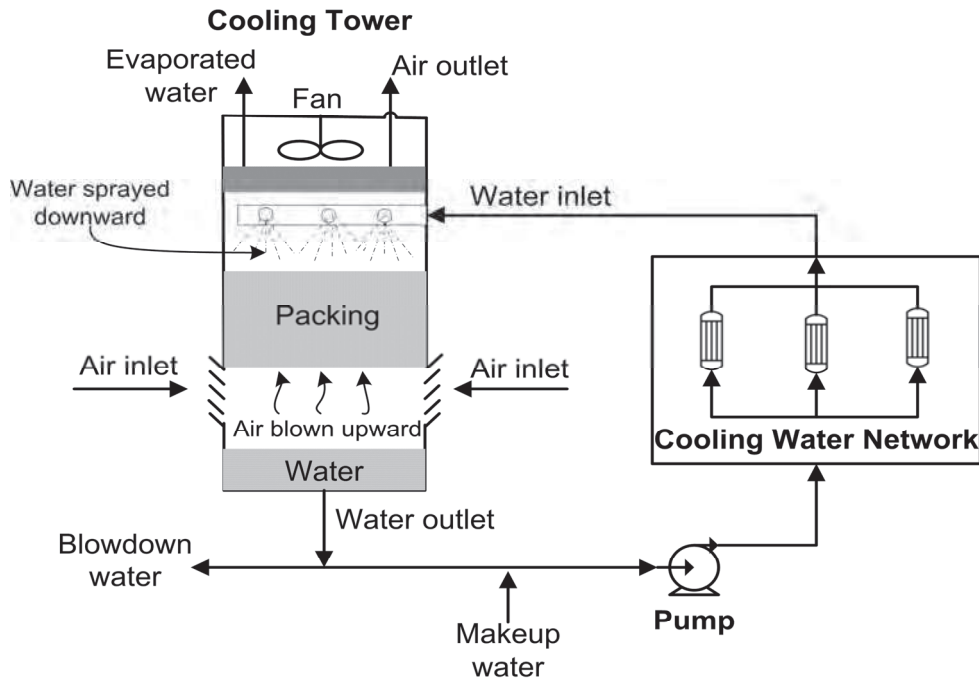 Cooling Tower
Evaporated
water
Air outlet
Fan
Water sprayed
downward
Water inlet
Packing
Air inlet
Air inlet
Air blown upward
Cooling Water Network
Water
Water outlet
Blowdown
water
Makeup
water
Pump